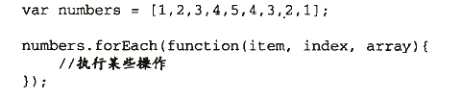 var numbers = [1,2,3,4,5,4,3,2,1];
numbers.forEach(function(item, index, array){
//执行某些操作
});